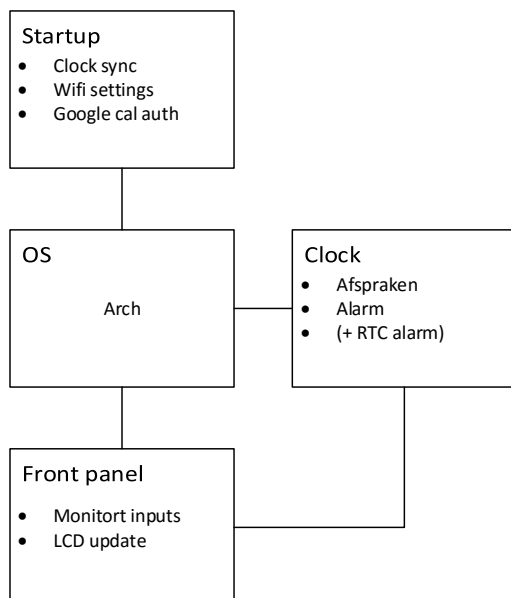 Startup
• Clock sync
• Wifi settings
• Google cal auth
OS
Arch
Clock
• Afspraken
• Alarm
• (+ RTC alarm)
Front panel
• Monitort inputs
• LCD update